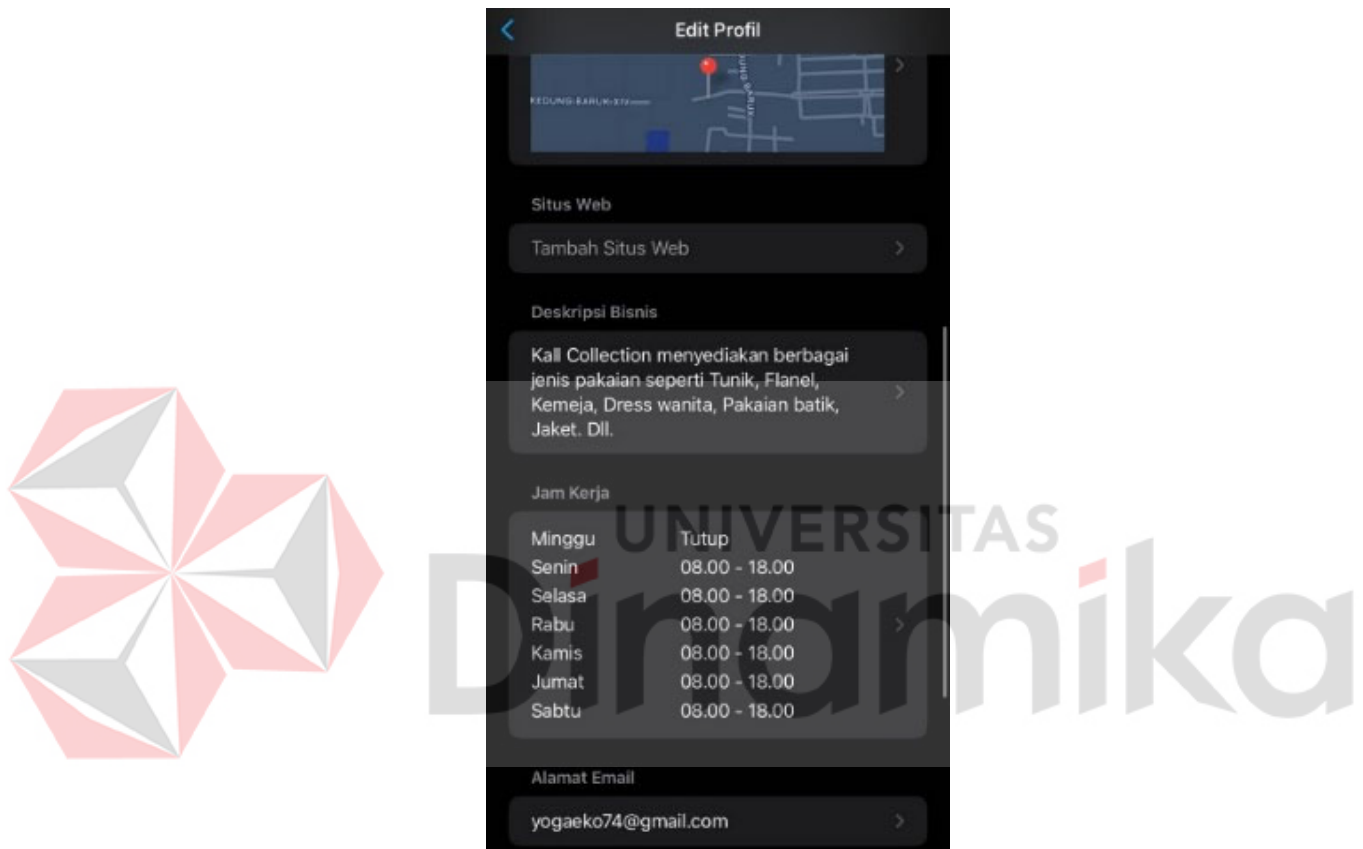 Edit Profil
KEDUNG BARUK XIV
Situs Web
Tambah Situs Web
Deskripsi Bisnis
Kall Collection menyediakan berbagai
jenis pakaian seperti Tunik, Flanel,
Kemeja, Dress wanita, Pakaian batik,
Jaket. Dll.
Jam Kerja
Minggu Tutup
Senin 08.00 - 18.00
Selasa 08.00 - 18.00
Rabu 08.00 - 18.00
Kamis 08.00 - 18.00
Jumat 08.00 - 18.00
Sabtu 08.00 - 18.00
Alamat Email
yogaeko74@gmail.com
UNIVERSITAS
Dinamika